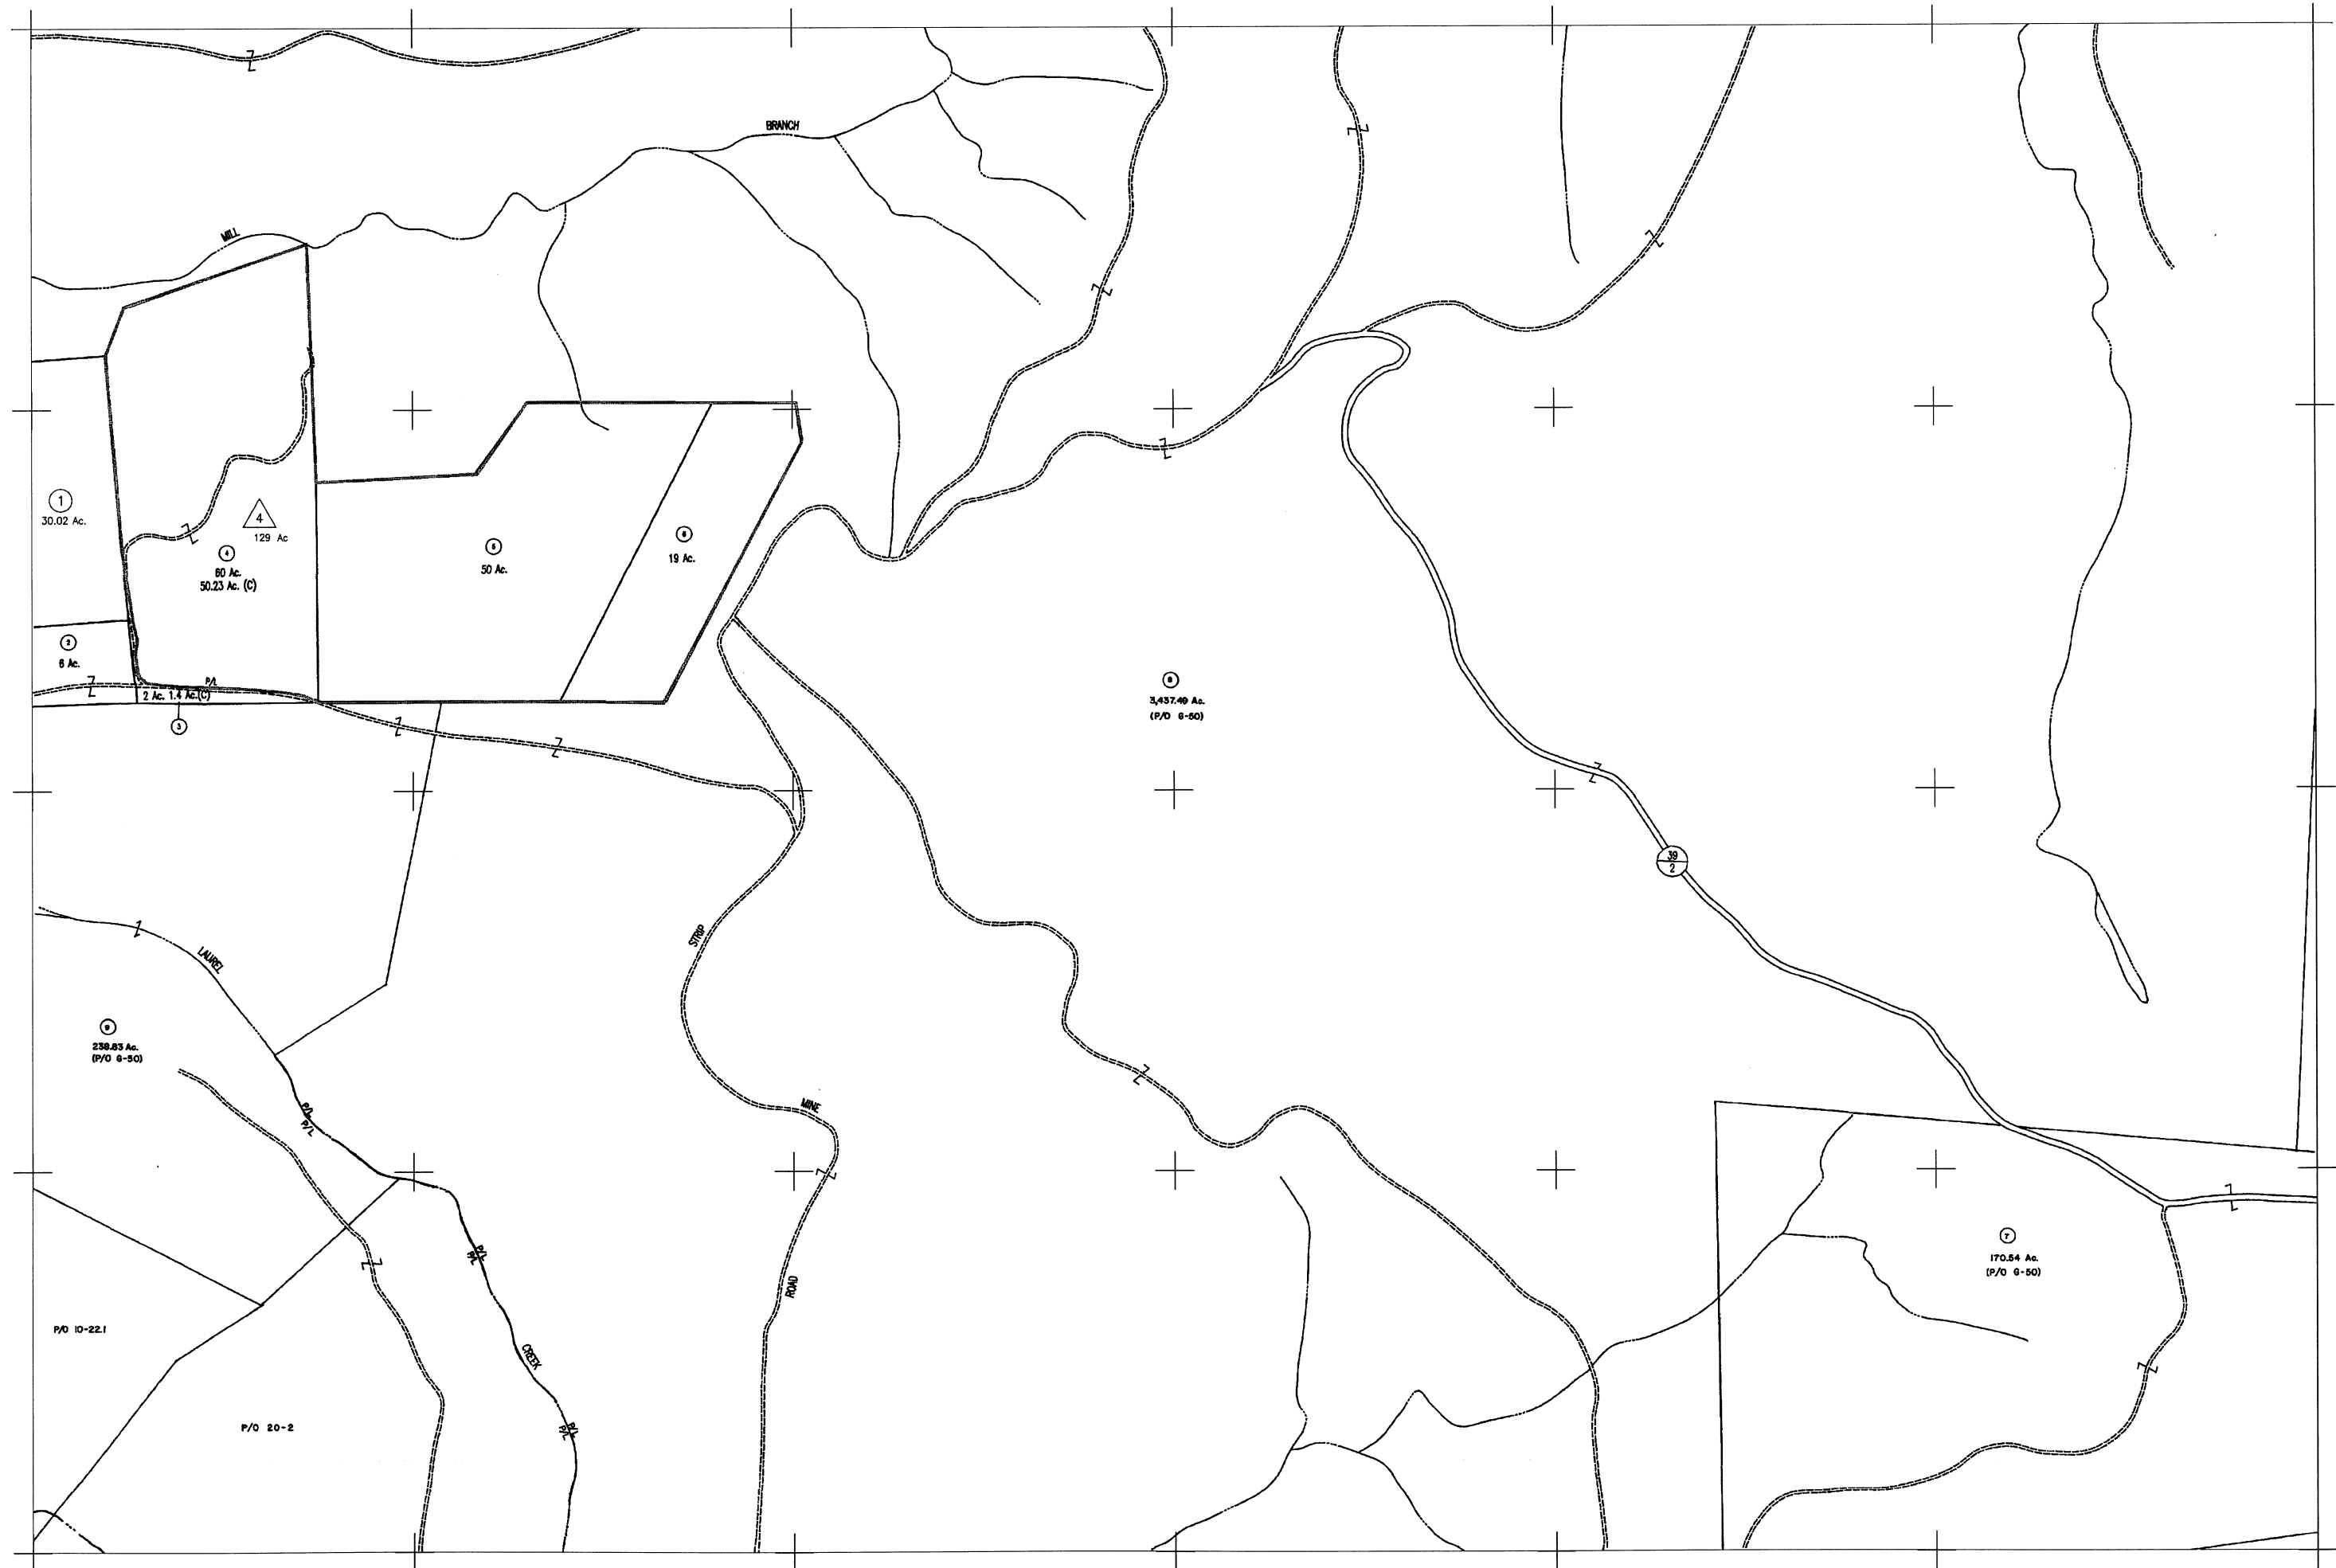 BRANCH
MILL
1
30.02 Ac.
4
129 Ac
4
60 Ac.
50.23 Ac. (C)
5
50 Ac.
6
19 Ac.
2
6 Ac.
P/L
2 Ac. 1.4 Ac.(C)
3
8
3,437.49 Ac.
(P/O G-50)
39
2
STRIP
LAUREL
9
238.83 Ac.
(P/O G-50)
P/L
P/L
MINE
7
170.54 Ac.
(P/O G-50)
P/L
P/L
ROAD
P/O 10-22.1
CREEK
P/O 20-2
P/L
P/L